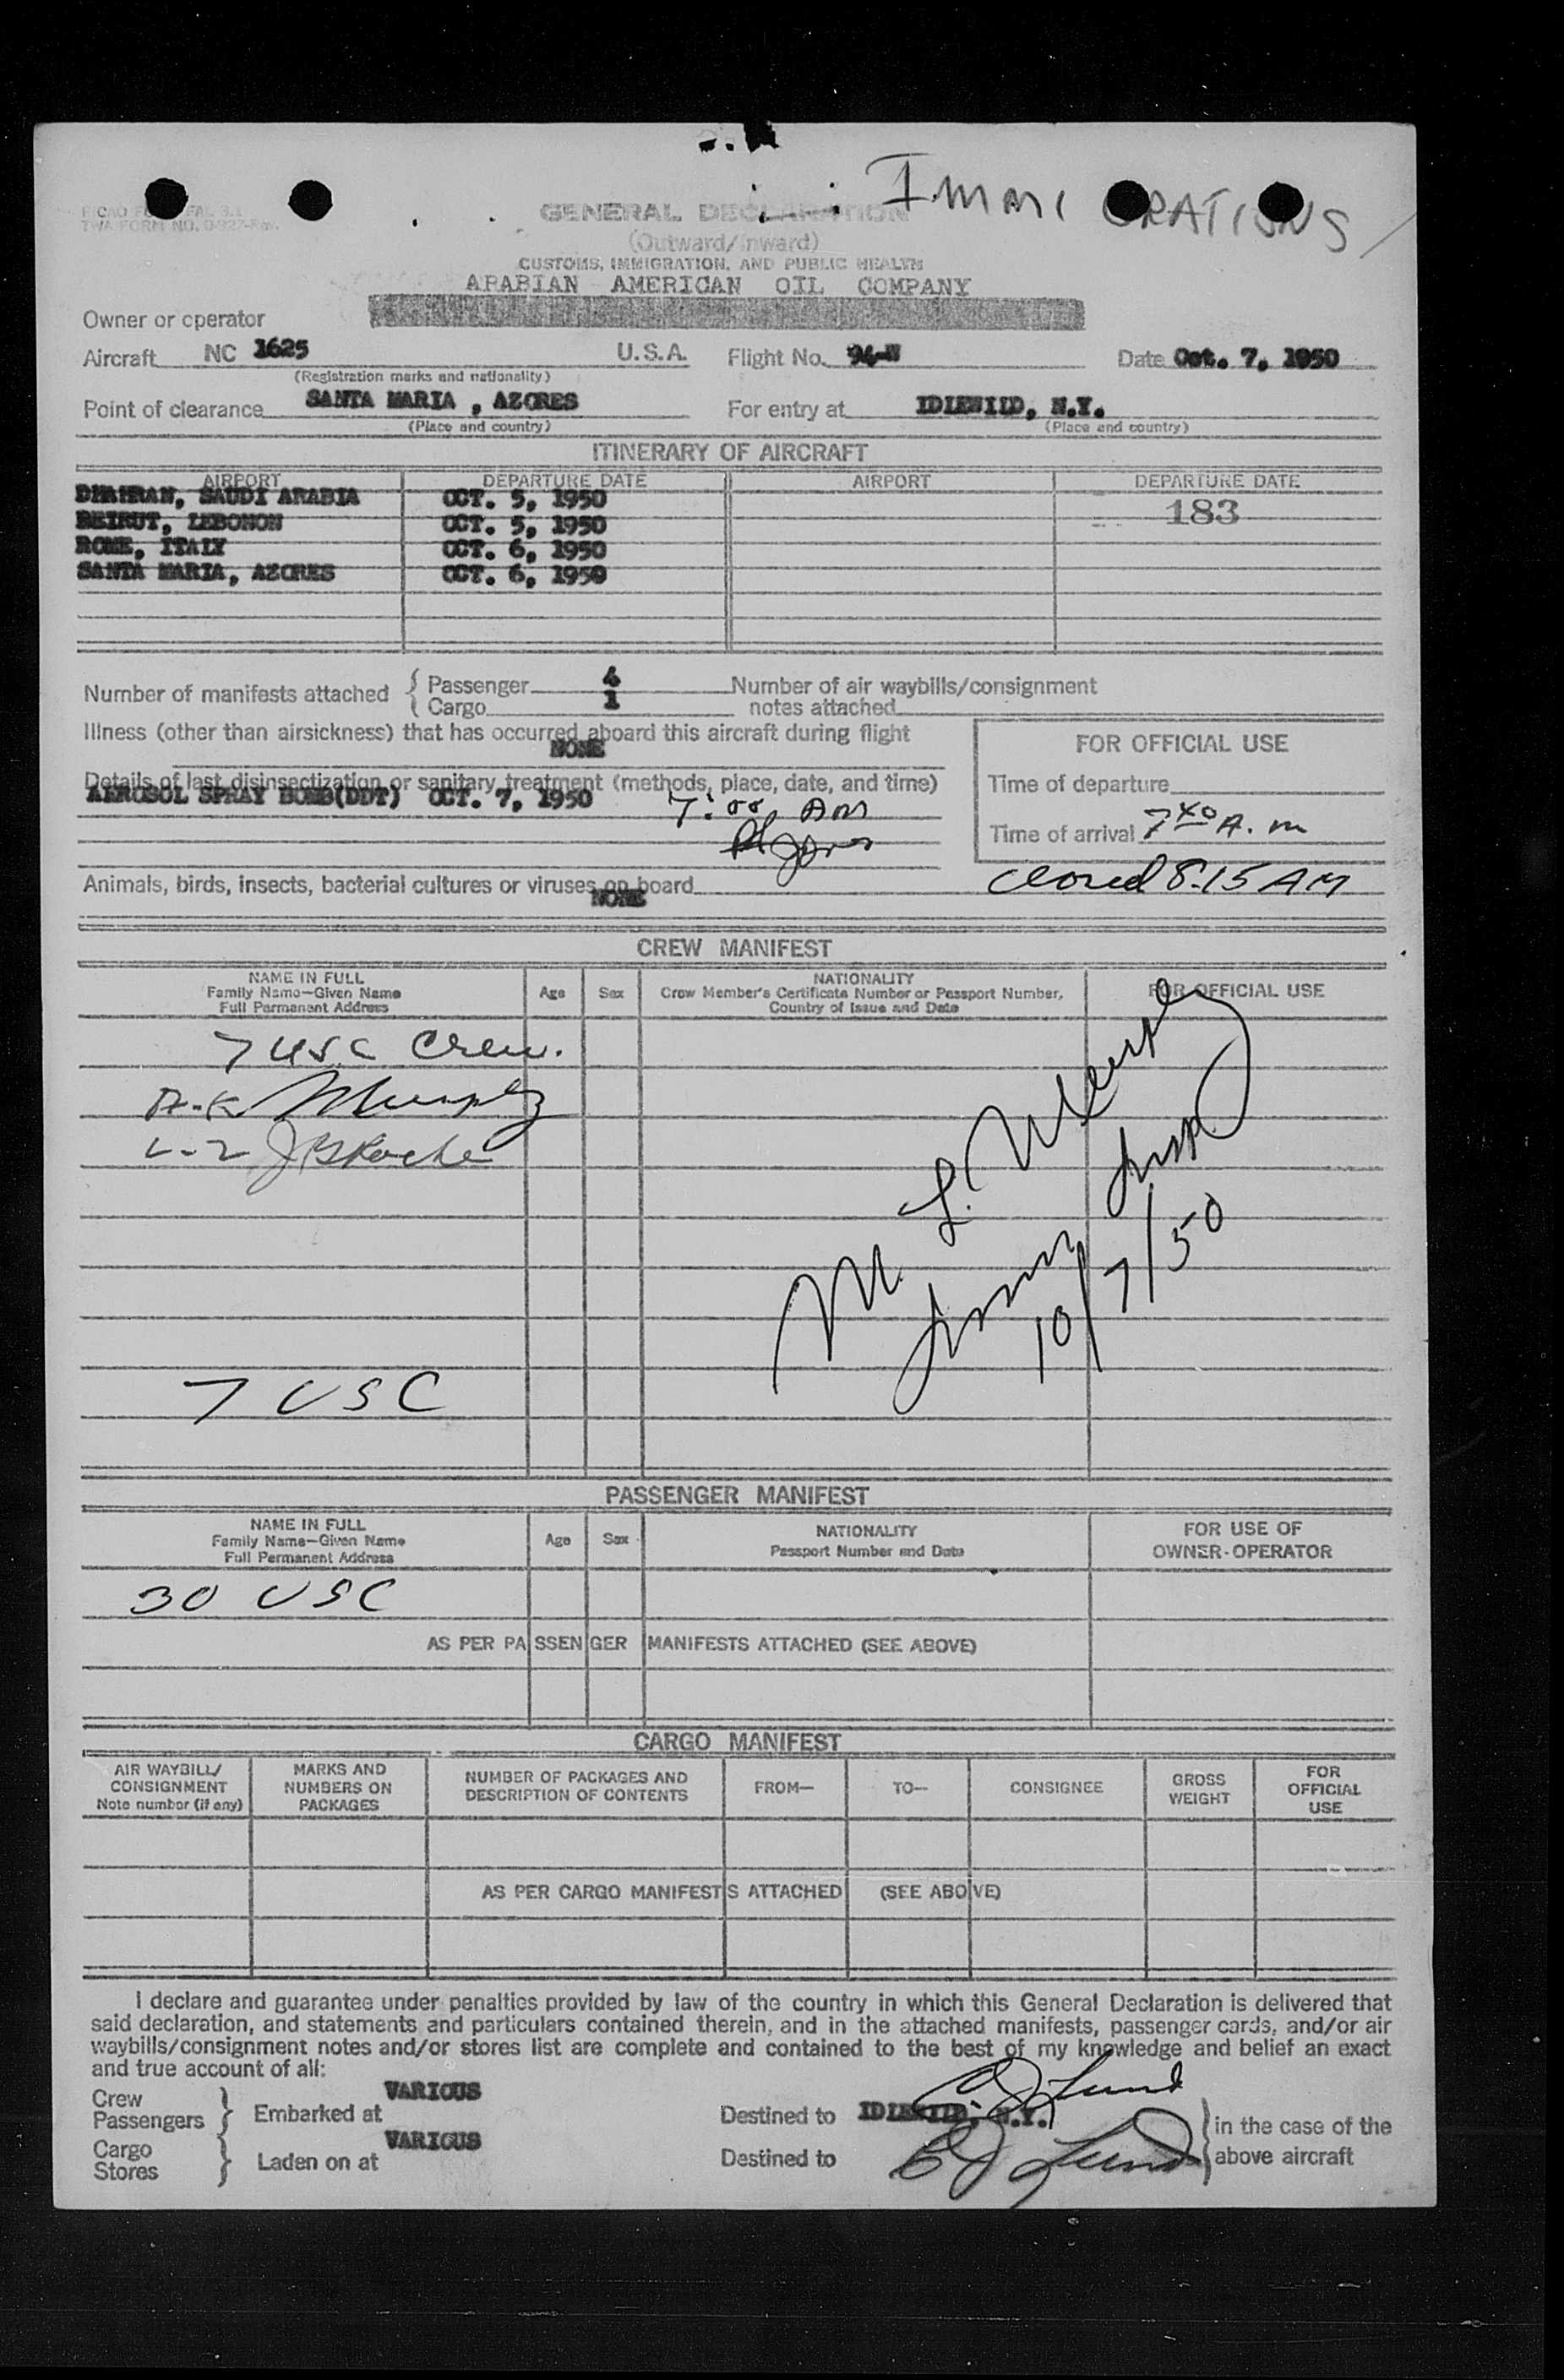 IMMIGRATIONS
GENERAL DECLARATION
TWA FORM NO. 0-927-Rev.
(Outward/Inward)
CUSTOMS, IMMIGRATION, AND PUBLIC HEALTH
ARABIAN AMERICAN OIL COMPANY
Owner or operator
Aircraft NC 1625 U.S.A. Flight No. 94-W Date Oct. 7, 1950
(Registration marks and nationality)
Point of clearance SANTA MARIA , AZORES For entry at IDLEWILD, N.Y.
(Place and country) (Place and country)
ITINERARY OF AIRCRAFT
AIRPORT DEPARTURE DATE AIRPORT DEPARTURE DATE
DHAHRAN, SAUDI ARABIA OCT. 5, 1950
183
BEIRUT, LEBONON OCT. 5, 1950
ROME, ITALY OCT. 6, 1950
SANTA MARIA, AZORES OCT. 6, 1950
Number of manifests attached { Passenger 4 Number of air waybills/consignment
Cargo 1 notes attached
Illness (other than airsickness) that has occurred aboard this aircraft during flight
NONE
FOR OFFICIAL USE
Details of last disinsectization or sanitary treatment (methods, place, date, and time)
AEROSOL SPRAY BOMB(DDT) OCT. 7, 1950 7:00 AM
Time of departure
Time of arrival 7 40 A.m
Jones
Animals, birds, insects, bacterial cultures or viruses on board
NONE
closed 8.15 AM
CREW MANIFEST
NAME IN FULL
Family Name—Given Name
Full Permanent Address
Age Sex
NATIONALITY
Crew Member's Certificate Number or Passport Number,
Country of Issue and Date
FOR OFFICIAL USE
7 USC Crew.
Murphy
L-2 Roche
M. L. Murphy
Imm Insp
10/7/50
7 USC
PASSENGER MANIFEST
NAME IN FULL
Family Name—Given Name
Full Permanent Address
Age Sex
NATIONALITY
Passport Number and Date
FOR USE OF
OWNER-OPERATOR
30 USC
AS PER PASSENGER MANIFESTS ATTACHED (SEE ABOVE)
CARGO MANIFEST
AIR WAYBILL/
CONSIGNMENT
Note number (if any)
MARKS AND
NUMBERS ON
PACKAGES
NUMBER OF PACKAGES AND
DESCRIPTION OF CONTENTS
FROM— TO— CONSIGNEE
GROSS
WEIGHT
FOR
OFFICIAL
USE
AS PER CARGO MANIFESTS ATTACHED (SEE ABOVE)
I declare and guarantee under penalties provided by law of the country in which this General Declaration is delivered that
said declaration, and statements and particulars contained therein, and in the attached manifests, passenger cards, and/or air
waybills/consignment notes and/or stores list are complete and contained to the best of my knowledge and belief an exact
and true account of all:
Crew
Passengers } Embarked at VARIOUS Destined to IDLEWILD, N.Y. } in the case of the
Cargo
Stores } Laden on at VARIOUS Destined to above aircraft
Lund
Lund